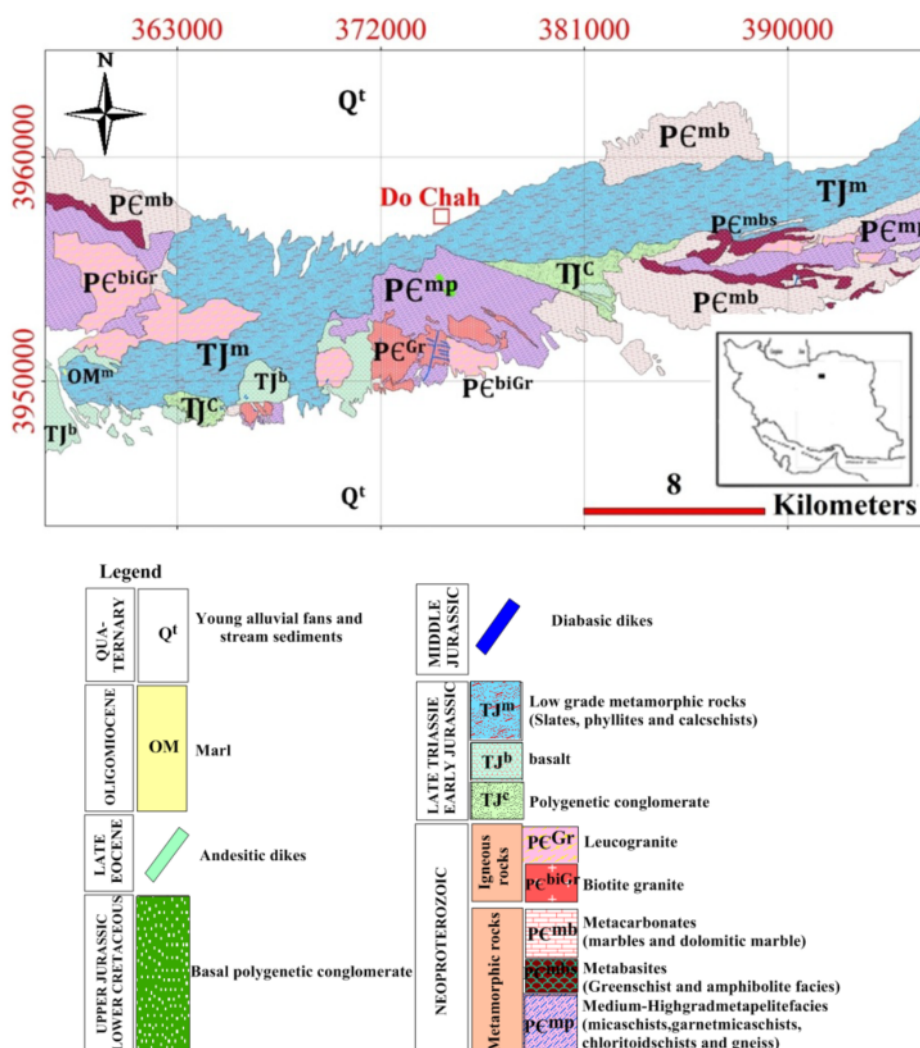 363000 372000 381000 390000
N
Qᵗ
3960000
PЄᵐᵇ
Do Chah
TJᵐ
PЄᵐᵇ
PЄᵐᵇˢ
PЄᵐᵖ
PЄᵇⁱᴳʳ
PЄᵐᵖ
TJᶜ
PЄᵐᵇ
TJᵐ
PЄᴳʳ
OMᵐ
TJᵇ
PЄᵇⁱᴳʳ
3950000
TJᶜ
TJᵇ
Qᵗ
8
Kilometers
Legend
QUA-
TERNARY
Qᵗ
Young alluvial fans and
stream sediments
OLIGOMIOCENE
OM
Marl
LATE
EOCENE
Andesitic dikes
UPPER JURASSIC
LOWER CRETACEOUS
Basal polygenetic conglomerate
MIDDLE
JURASSIC
Diabasic dikes
LATE TRIASSIE
EARLY JURASSIC
TJᵐ
Low grade metamorphic rocks
(Slates, phyllites and calcschists)
TJᵇ
basalt
TJᶜ
Polygenetic conglomerate
NEOPROTEROZOIC
Igneous
rocks
PЄᴳʳ
Leucogranite
PЄᵇⁱᴳʳ
Biotite granite
Metamorphic rocks
PЄᵐᵇ
Metacarbonates
(marbles and dolomitic marble)
PЄᵐᵇˢ
Metabasites
(Greenschist and amphibolite facies)
PЄᵐᵖ
Medium-Highgradmetapelitefacies
(micaschists,garnetmicaschists,
chloritoidschists and gneiss)